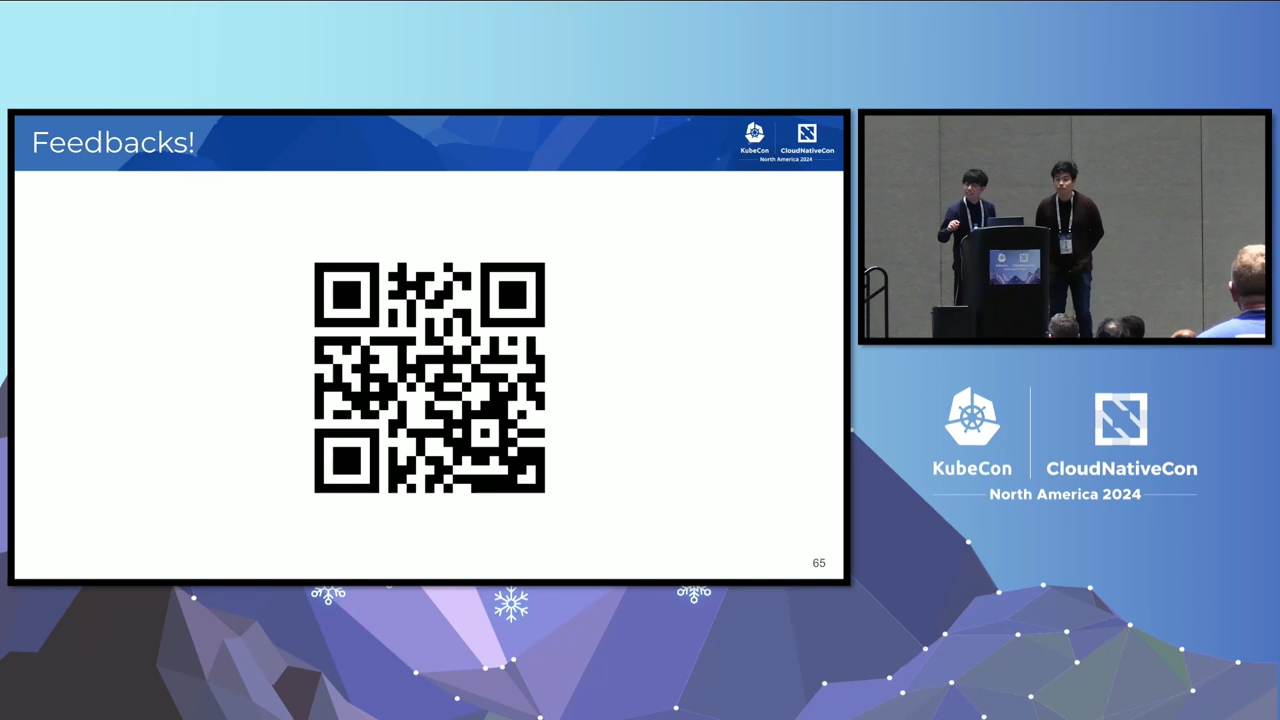 Feedbacks!
KubeCon
CloudNativeCon
North America 2024
65
KubeCon
CloudNativeCon
North America 2024